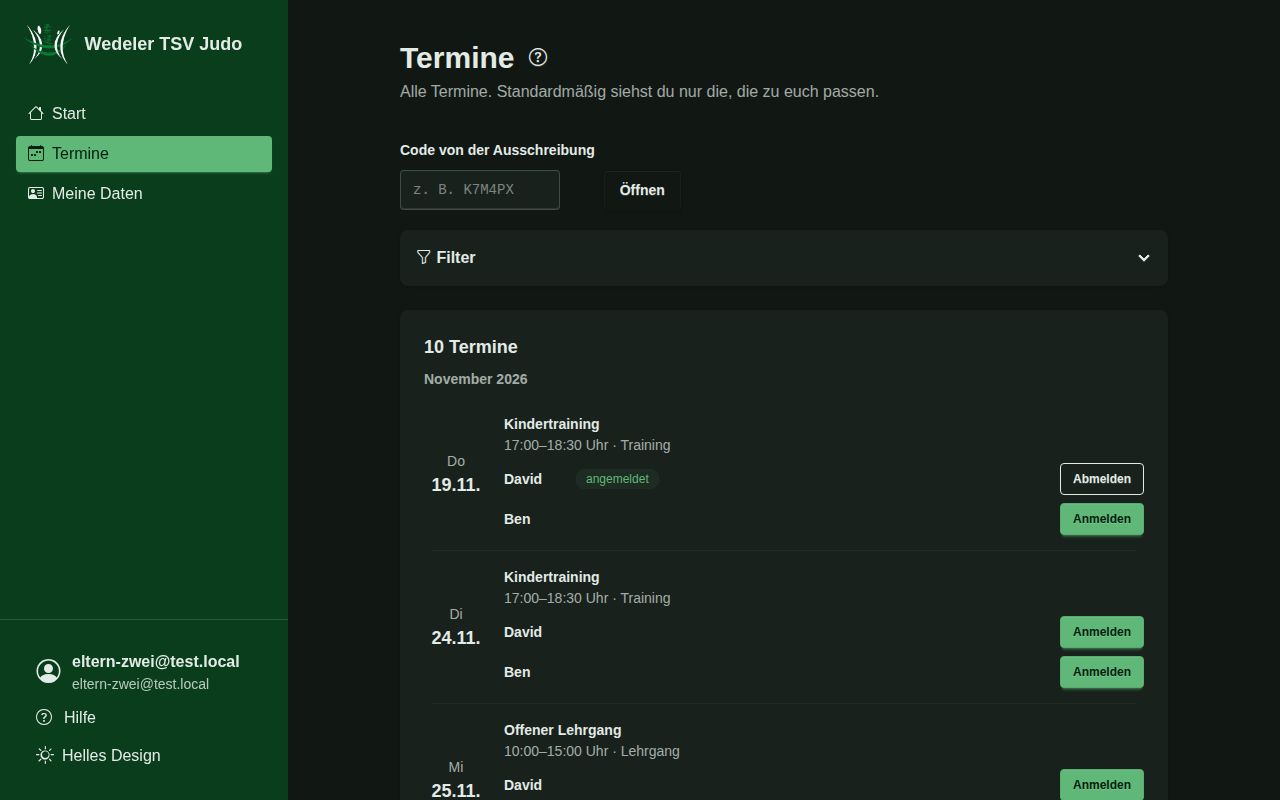 Wedeler TSV Judo
Start
Termine
Meine Daten
eltern-zwei@test.local
eltern-zwei@test.local
Hilfe
Helles Design
Termine
Alle Termine. Standardmäßig siehst du nur die, die zu euch passen.
Code von der Ausschreibung
z. B. K7M4PX
Öffnen
Filter
10 Termine
November 2026
Do
19.11.
Kindertraining
17:00–18:30 Uhr · Training
David angemeldet Abmelden
Ben Anmelden
Di
24.11.
Kindertraining
17:00–18:30 Uhr · Training
David Anmelden
Ben Anmelden
Mi
25.11.
Offener Lehrgang
10:00–15:00 Uhr · Lehrgang
David Anmelden